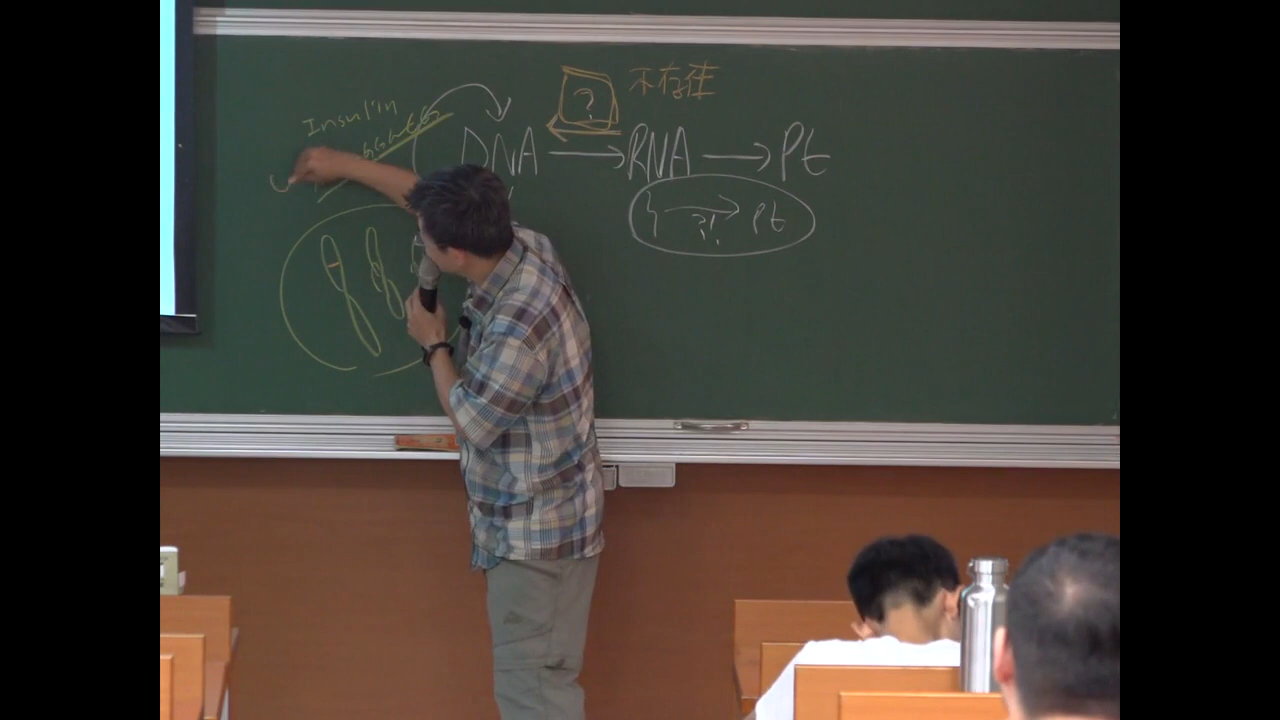 不存在
?
Insulin
DNA → RNA → Pt
?! Pt